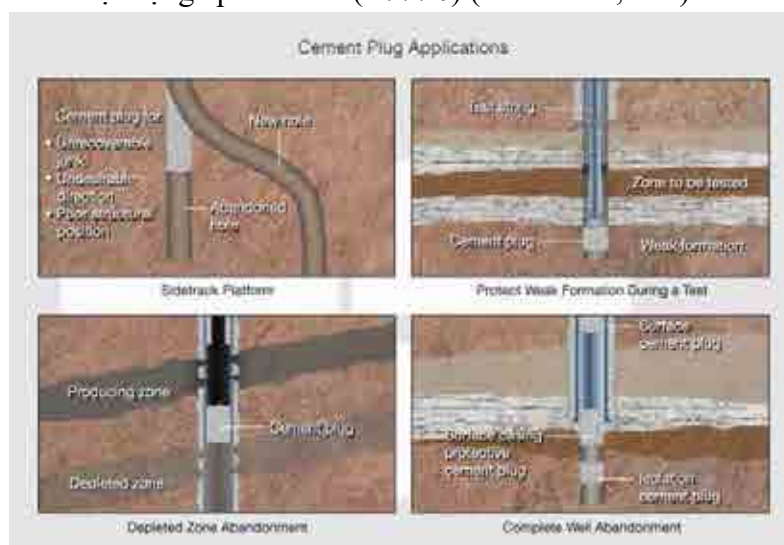 Cement Plug Applications
Cement plug for
• Unrecoverable
junk
• Undesirable
direction
• Poor structural
position
New hole
Abandoned
hole
Sidetrack Platform
Test string
Zone to be tested
Cement plug
Weak formation
Protect Weak Formation During a Test
Producing zone
Cement plug
Depleted zone
Depleted Zone Abandonment
Surface
cement plug
Surface casing
protective
cement plug
Isolation
cement plug
Complete Well Abandonment